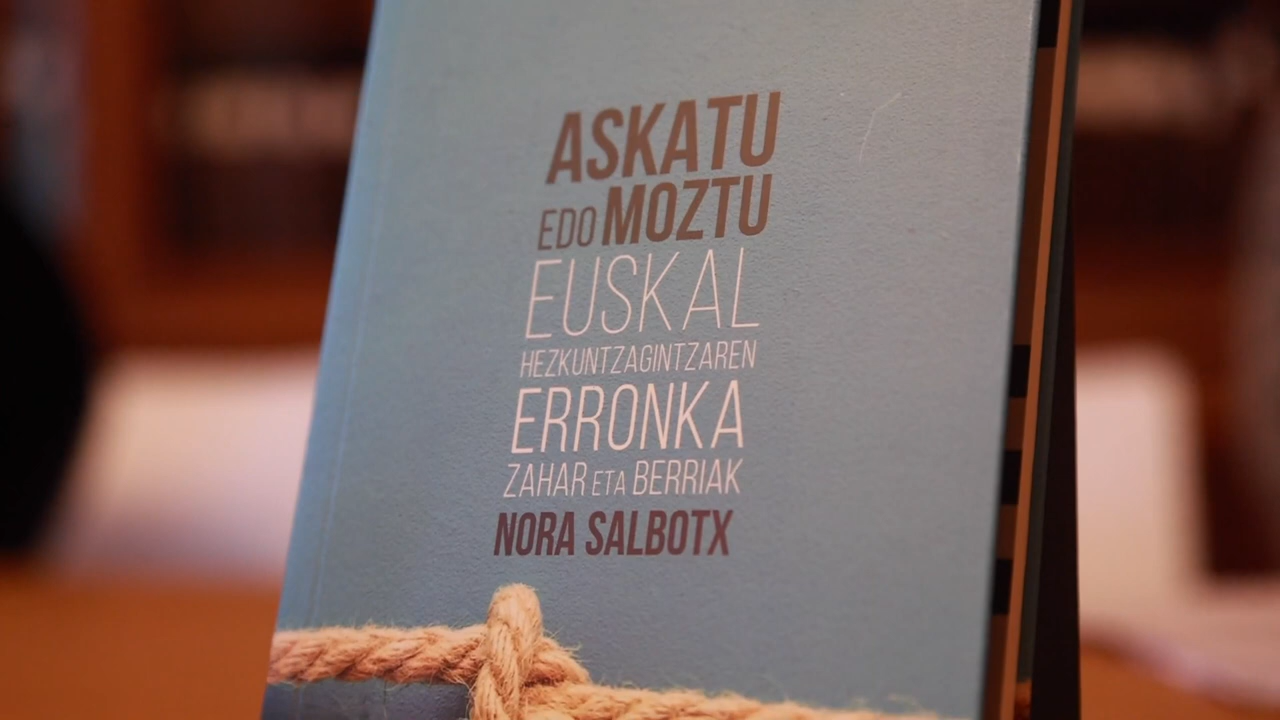 ASKATU
EDO MOZTU
EUSKAL
HEZKUNTZAGINTZAREN
ERRONKA
ZAHAR ETA BERRIAK
NORA SALBOTX